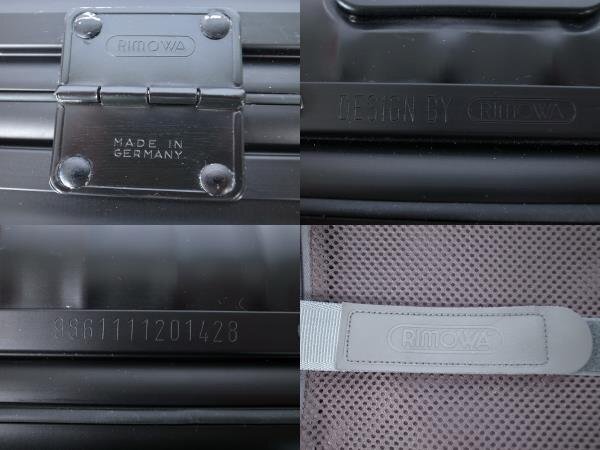 RIMOWA
MADE IN
GERMANY
DESIGN BY RIMOWA
9861111201428
RIMOWA